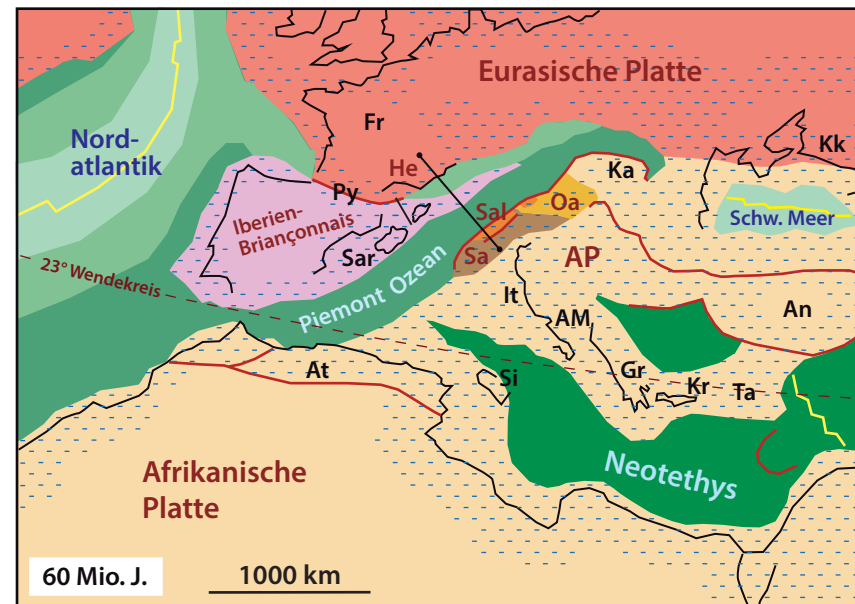 Eurasische Platte
Nord-
atlantik
Fr
Kk
He
Ka
Py
Iberien-
Briançonnais
Sal
Oa
Schw. Meer
Sar
Sa
AP
23° Wendekreis
Piemont Ozean
It
AM
An
At
Si
Gr
Kr
Ta
Neotethys
Afrikanische
Platte
60 Mio. J.
1000 km